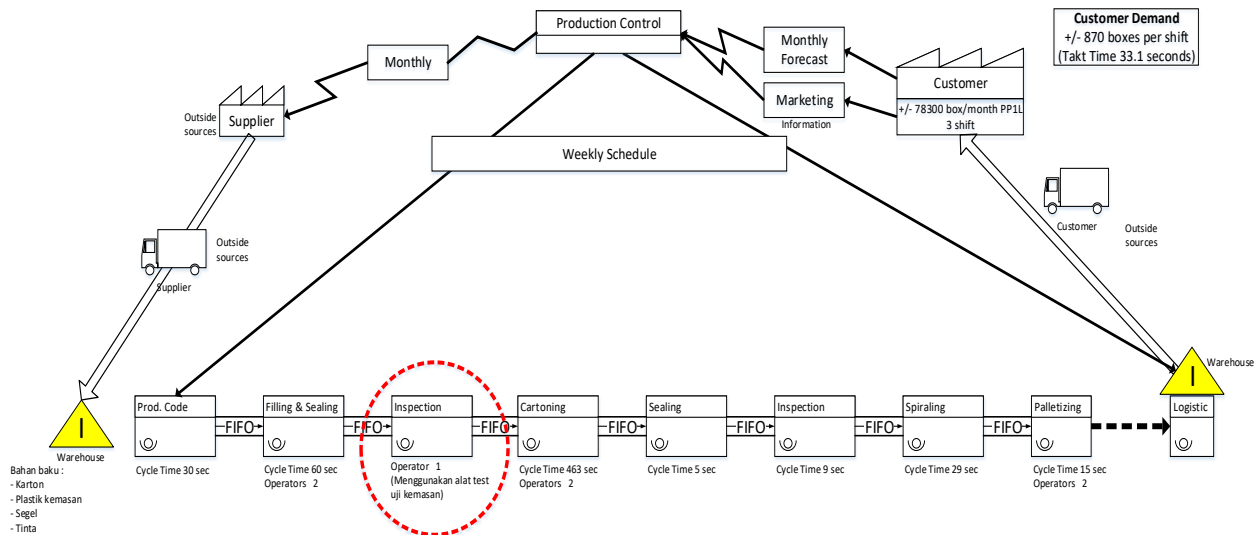 Production Control
Customer Demand
+/- 870 boxes per shift
(Takt Time 33.1 seconds)
Monthly
Monthly
Forecast
Marketing
Information
Customer
+/- 78300 box/month PP1L
3 shift
Outside
sources
Supplier
Weekly Schedule
Outside
sources
Supplier
Customer
Outside
sources
I
Warehouse
Bahan baku :
- Karton
- Plastik kemasan
- Segel
- Tinta
Prod. Code
Cycle Time 30 sec
FIFO
Filling & Sealing
Cycle Time 60 sec
Operators 2
FIFO
Inspection
Operator 1
(Menggunakan alat test
uji kemasan)
FIFO
Cartoning
Cycle Time 463 sec
Operators 2
FIFO
Sealing
Cycle Time 5 sec
FIFO
Inspection
Cycle Time 9 sec
FIFO
Spiraling
Cycle Time 29 sec
FIFO
Palletizing
Cycle Time 15 sec
Operators 2
I
Warehouse
Logistic